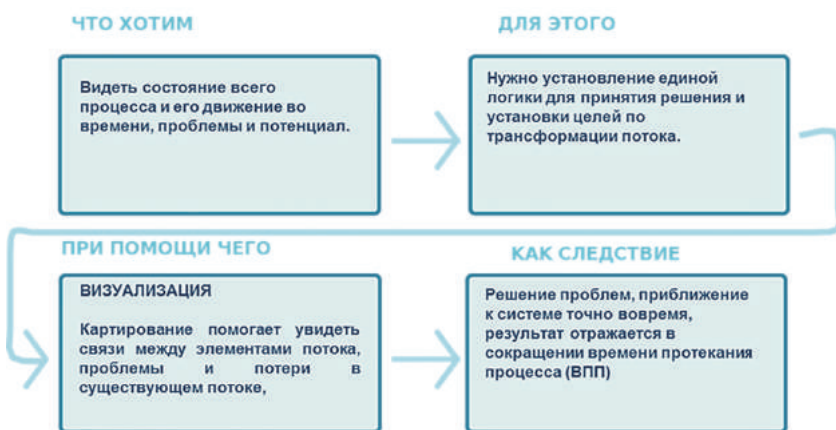 ЧТО ХОТИМ
ДЛЯ ЭТОГО
Видеть состояние всего
процесса и его движение во
времени, проблемы и потенциал.
Нужно установление единой
логики для принятия решения и
установки целей по
трансформации потока.
ПРИ ПОМОЩИ ЧЕГО
КАК СЛЕДСТВИЕ
ВИЗУАЛИЗАЦИЯ
Картирование помогает увидеть
связи между элементами потока,
проблемы и потери в
существующем потоке,
Решение проблем, приближение
к системе точно вовремя,
результат отражается в
сокращении времени протекания
процесса (ВПП)